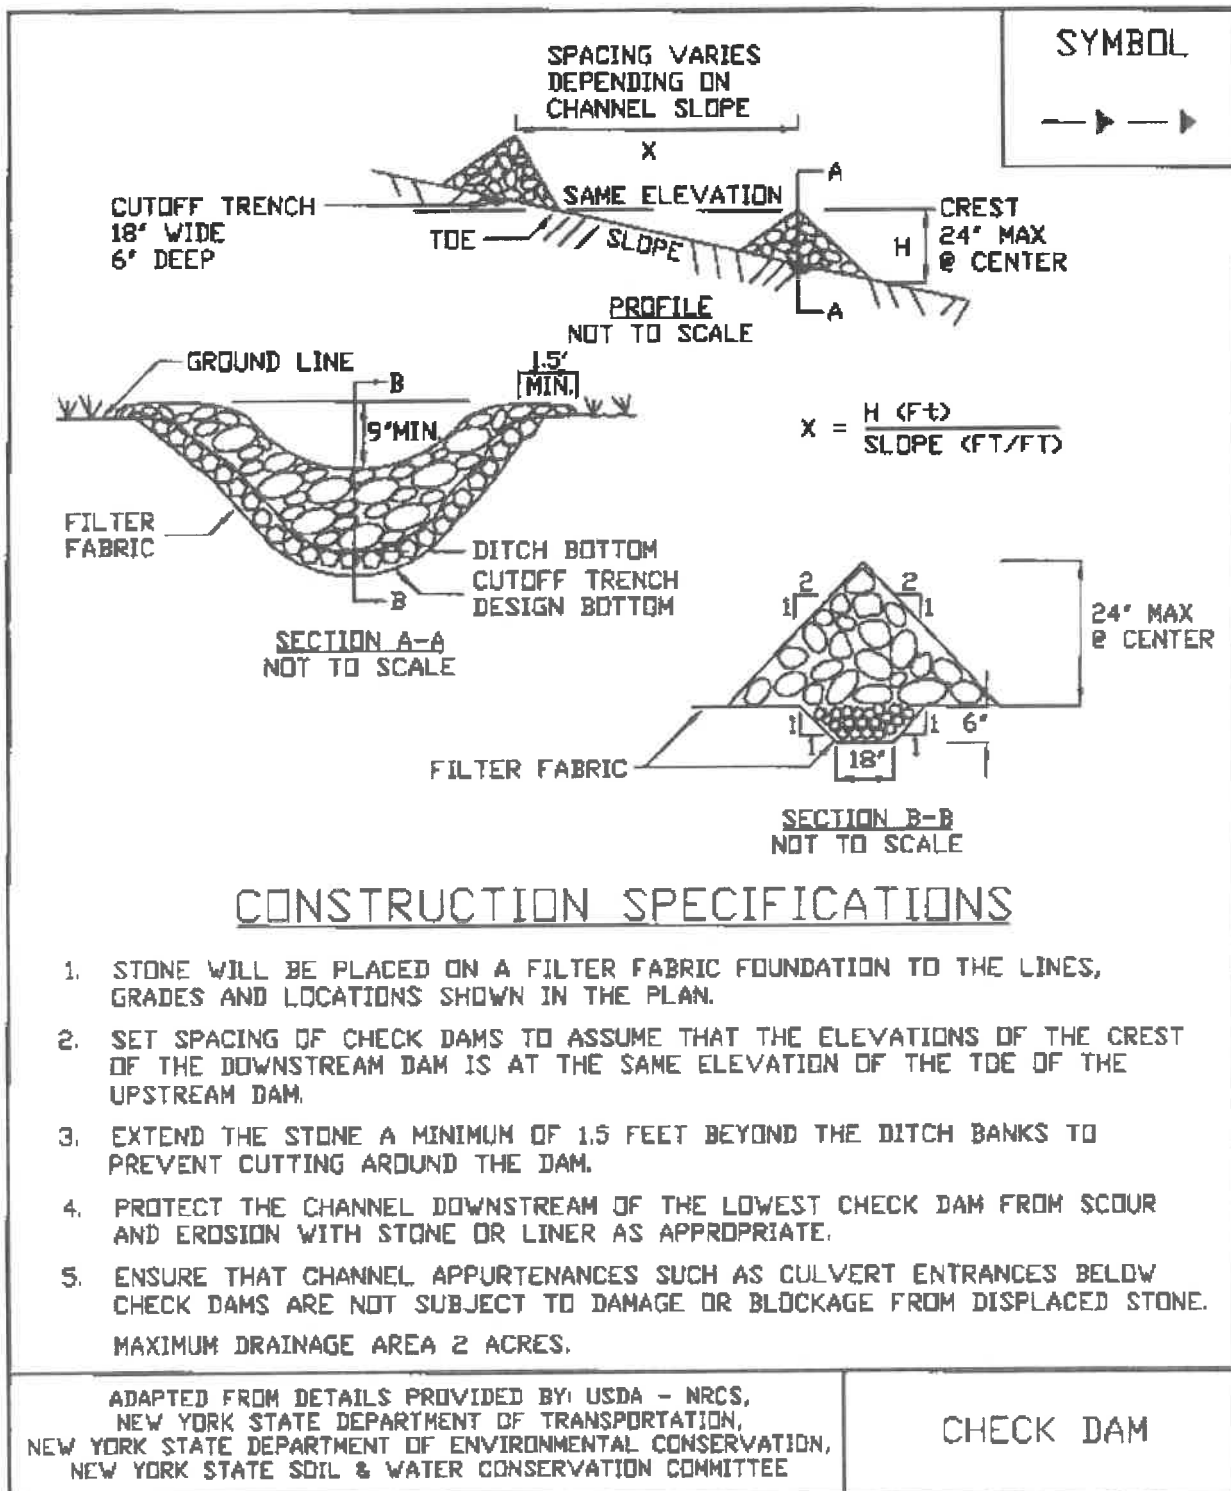 SYMBOL
SPACING VARIES
DEPENDING ON
CHANNEL SLOPE
X
A
CUTOFF TRENCH
18" WIDE
6" DEEP
SAME ELEVATION
TOE
SLOPE
H
CREST
24" MAX
@ CENTER
A
PROFILE
NOT TO SCALE
GROUND LINE
B
1.5'
MIN.
9"MIN.
X = H (Ft)
SLOPE (FT/FT)
FILTER
FABRIC
DITCH BOTTOM
CUTOFF TRENCH
DESIGN BOTTOM
B
SECTION A-A
NOT TO SCALE
2
1
2
1
24" MAX
@ CENTER
1
1
1
1
6"
18"
FILTER FABRIC
SECTION B-B
NOT TO SCALE
CONSTRUCTION SPECIFICATIONS
1. STONE WILL BE PLACED ON A FILTER FABRIC FOUNDATION TO THE LINES,
GRADES AND LOCATIONS SHOWN IN THE PLAN.
2. SET SPACING OF CHECK DAMS TO ASSUME THAT THE ELEVATIONS OF THE CREST
OF THE DOWNSTREAM DAM IS AT THE SAME ELEVATION OF THE TOE OF THE
UPSTREAM DAM.
3. EXTEND THE STONE A MINIMUM OF 1.5 FEET BEYOND THE DITCH BANKS TO
PREVENT CUTTING AROUND THE DAM.
4. PROTECT THE CHANNEL DOWNSTREAM OF THE LOWEST CHECK DAM FROM SCOUR
AND EROSION WITH STONE OR LINER AS APPROPRIATE.
5. ENSURE THAT CHANNEL APPURTENANCES SUCH AS CULVERT ENTRANCES BELOW
CHECK DAMS ARE NOT SUBJECT TO DAMAGE OR BLOCKAGE FROM DISPLACED STONE.
MAXIMUM DRAINAGE AREA 2 ACRES.
ADAPTED FROM DETAILS PROVIDED BY: USDA - NRCS,
NEW YORK STATE DEPARTMENT OF TRANSPORTATION,
NEW YORK STATE DEPARTMENT OF ENVIRONMENTAL CONSERVATION,
NEW YORK STATE SOIL & WATER CONSERVATION COMMITTEE
CHECK DAM